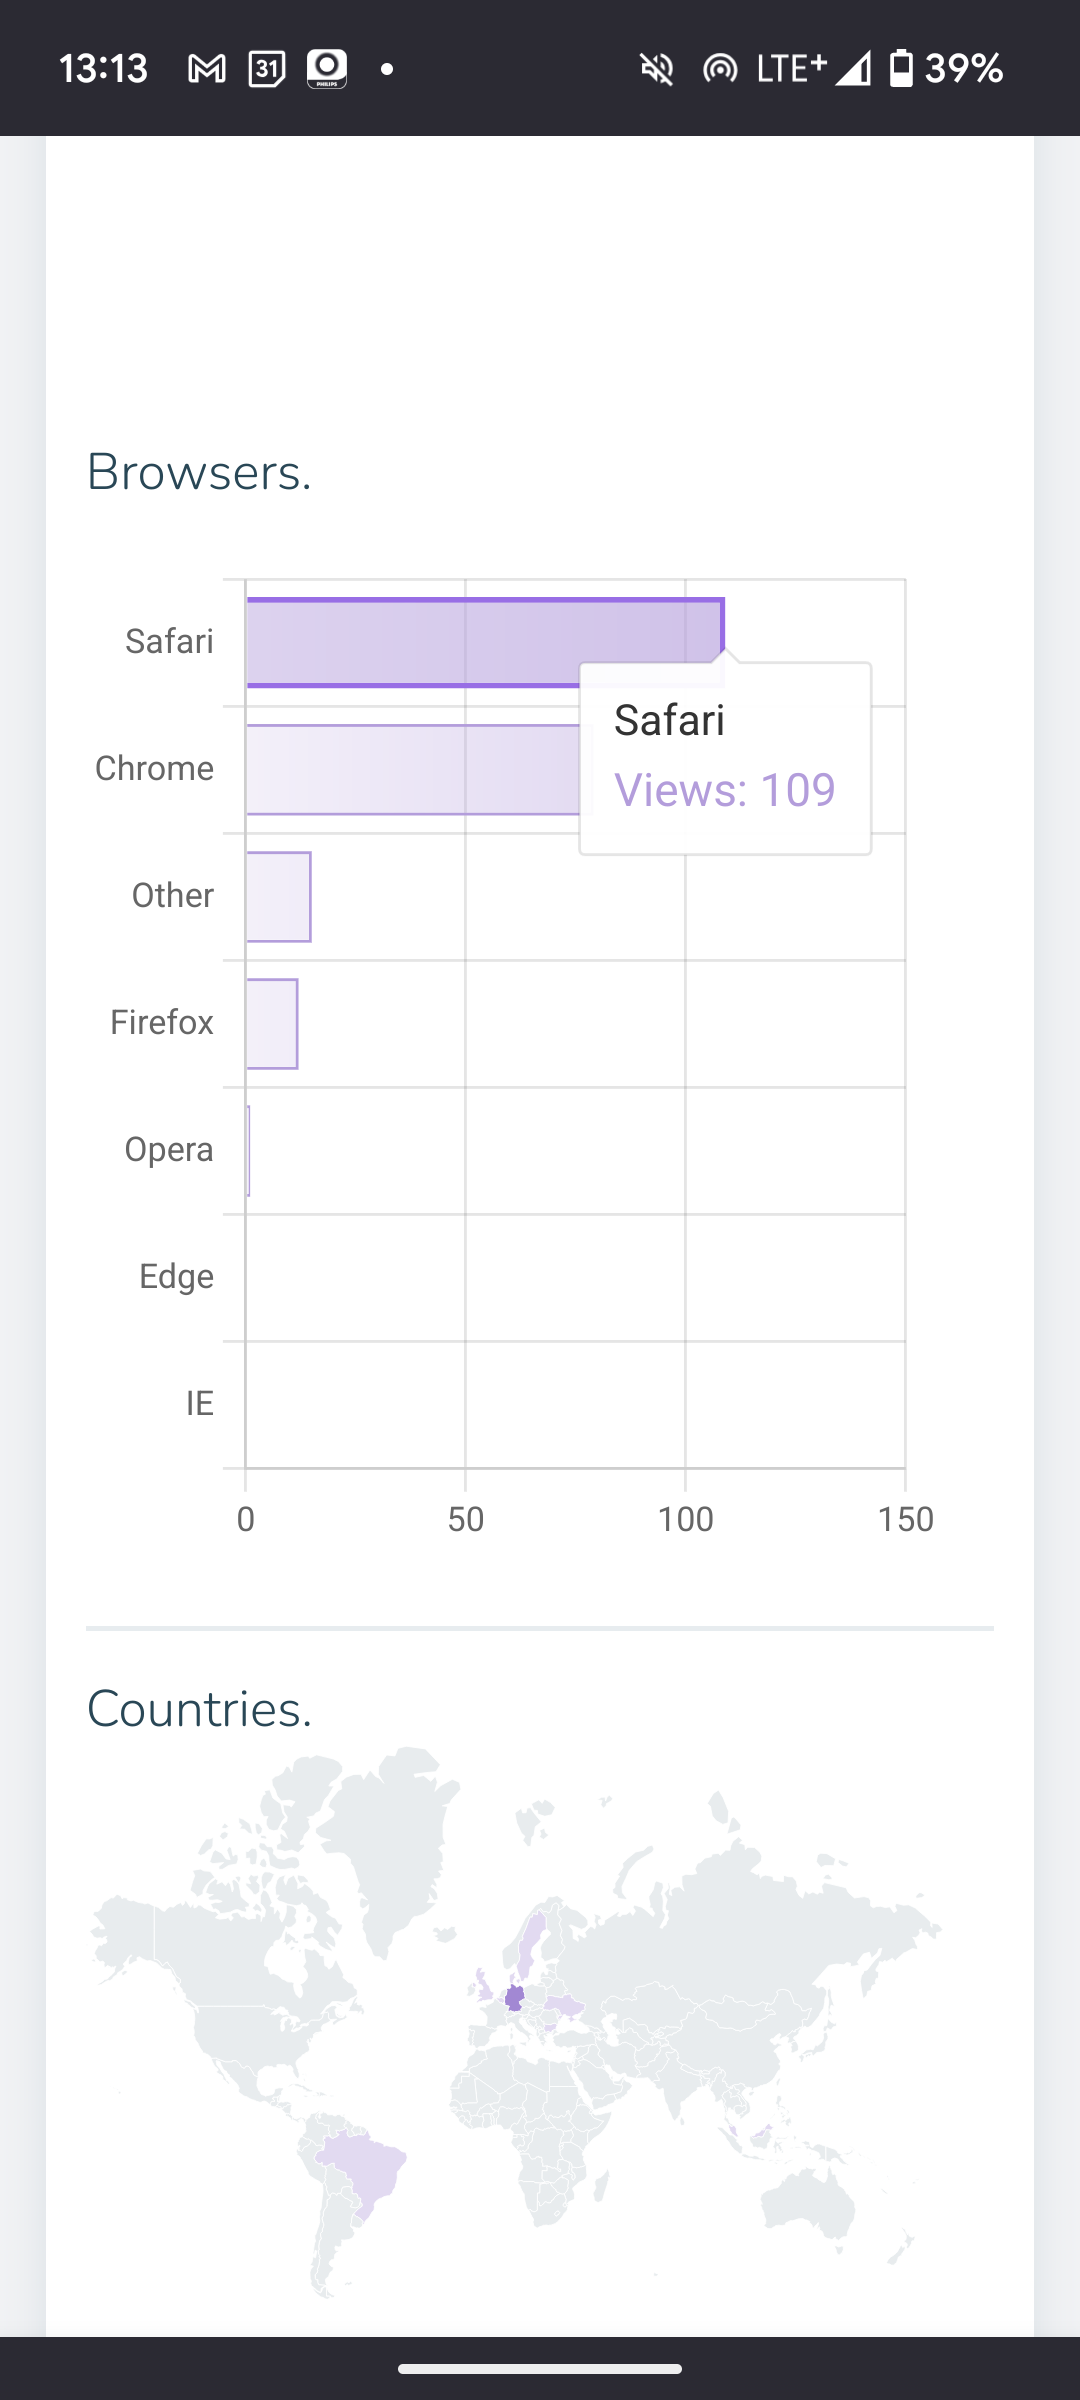 13:13 31 PHILIPS LTE+ 39%
Browsers.
Safari
Safari
Views: 109
Chrome
Other
Firefox
Opera
Edge
IE
0 50 100 150
Countries.